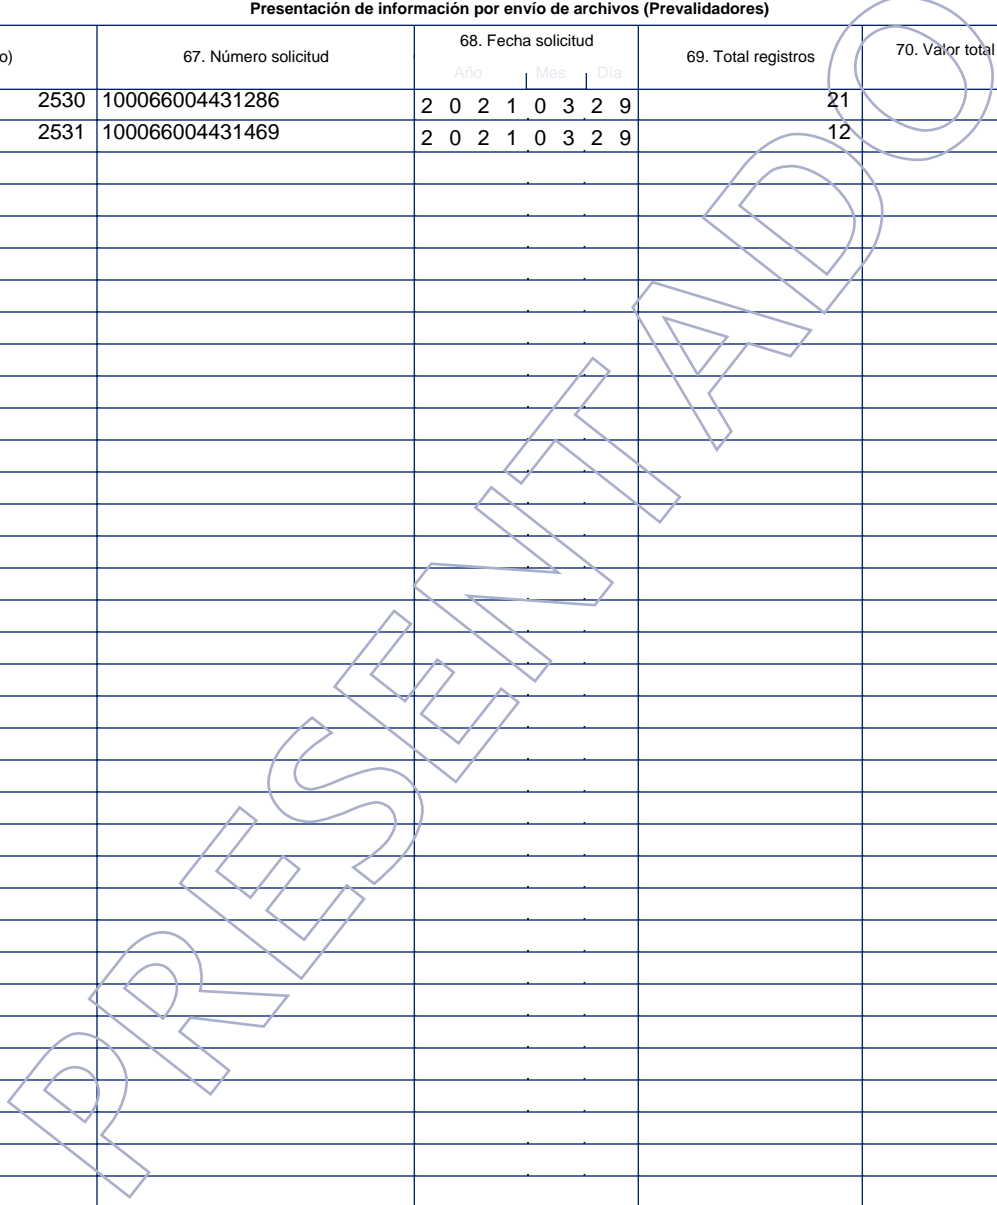 Presentación de información por envío de archivos (Prevalidadores)
o) 67. Número solicitud 68. Fecha solicitud 69. Total registros 70. Valor total
Año Mes Día
2530 100066004431286 2 0 2 1 0 3 2 9 21
2531 100066004431469 2 0 2 1 0 3 2 9 12
PRESENTADO